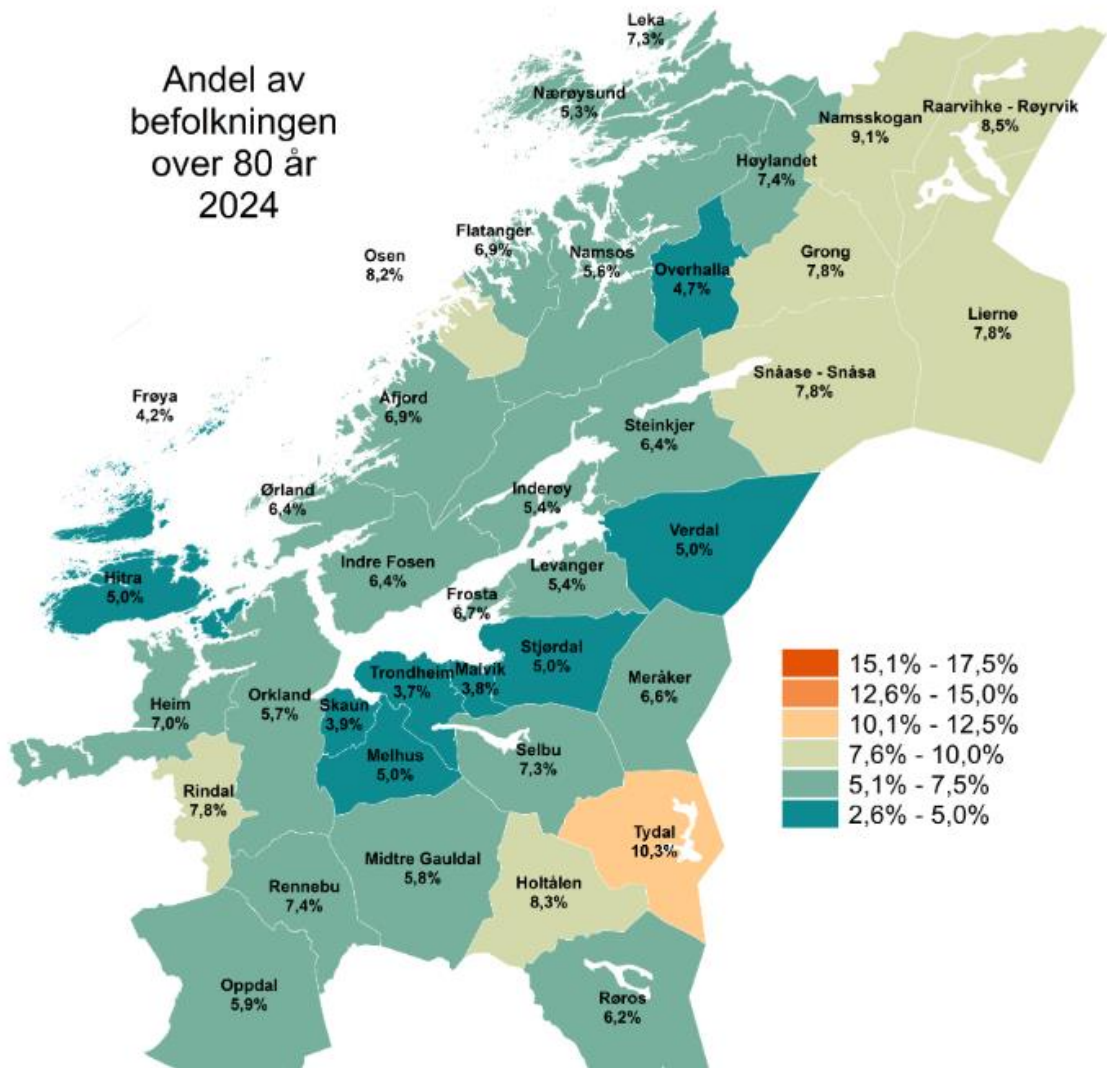 Andel av
befolkningen
over 80 år
2024
Leka
7,3%
Nærøysund
5,3%
Namsskogan
9,1%
Raarvihke - Røyrvik
8,5%
Høylandet
7,4%
Flatanger
6,9%
Osen
8,2%
Namsos
5,6%
Overhalla
4,7%
Grong
7,8%
Lierne
7,8%
Snåase - Snåsa
7,8%
Frøya
4,2%
Åfjord
6,9%
Steinkjer
6,4%
Ørland
6,4%
Inderøy
5,4%
Verdal
5,0%
Hitra
5,0%
Indre Fosen
6,4%
Levanger
5,4%
Frosta
6,7%
Stjørdal
5,0%
Meråker
6,6%
Heim
7,0%
Orkland
5,7%
Trondheim
3,7%
Malvik
3,8%
Skaun
3,9%
Melhus
5,0%
Selbu
7,3%
Rindal
7,8%
Tydal
10,3%
Midtre Gauldal
5,8%
Rennebu
7,4%
Holtålen
8,3%
Oppdal
5,9%
Røros
6,2%
15,1% - 17,5%
12,6% - 15,0%
10,1% - 12,5%
7,6% - 10,0%
5,1% - 7,5%
2,6% - 5,0%